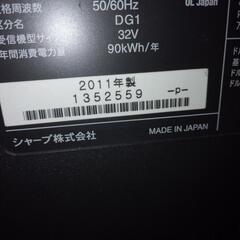 格周波数 50/60Hz
区分名 DG1
受信機型サイズ 32V
年間消費電力量 90kWh/年
UL Japan
2011年製
1352559 -p-
シャープ株式会社
MADE IN JAPAN